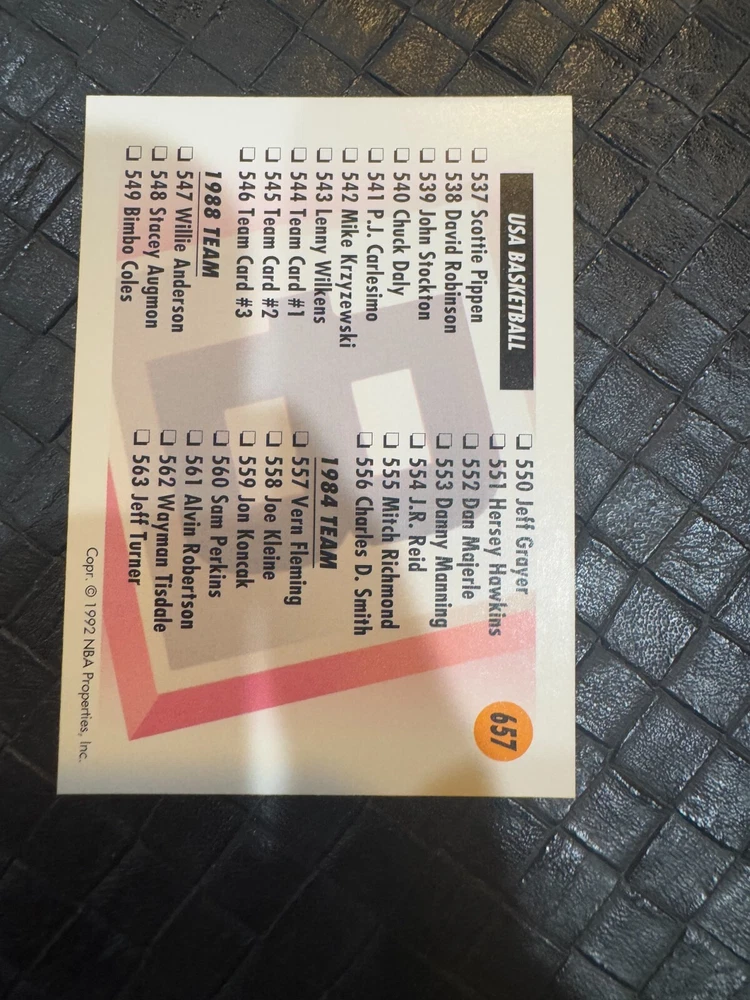 USA BASKETBALL
☐ 537 Scottie Pippen
☐ 538 David Robinson
☐ 539 John Stockton
☐ 540 Chuck Daly
☐ 541 P.J. Carlesimo
☐ 542 Mike Krzyzewski
☐ 543 Lenny Wilkens
☐ 544 Team Card #1
☐ 545 Team Card #2
☐ 546 Team Card #3
1988 TEAM
☐ 547 Willie Anderson
☐ 548 Stacey Augmon
☐ 549 Bimbo Coles
☐ 550 Jeff Grayer
☐ 551 Hersey Hawkins
☐ 552 Dan Majerle
☐ 553 Danny Manning
☐ 554 J.R. Reid
☐ 555 Mitch Richmond
☐ 556 Charles D. Smith
1984 TEAM
☐ 557 Vern Fleming
☐ 558 Joe Kleine
☐ 559 Jon Koncak
☐ 560 Sam Perkins
☐ 561 Alvin Robertson
☐ 562 Wayman Tisdale
☐ 563 Jeff Turner
657
Copr. © 1992 NBA Properties, Inc.